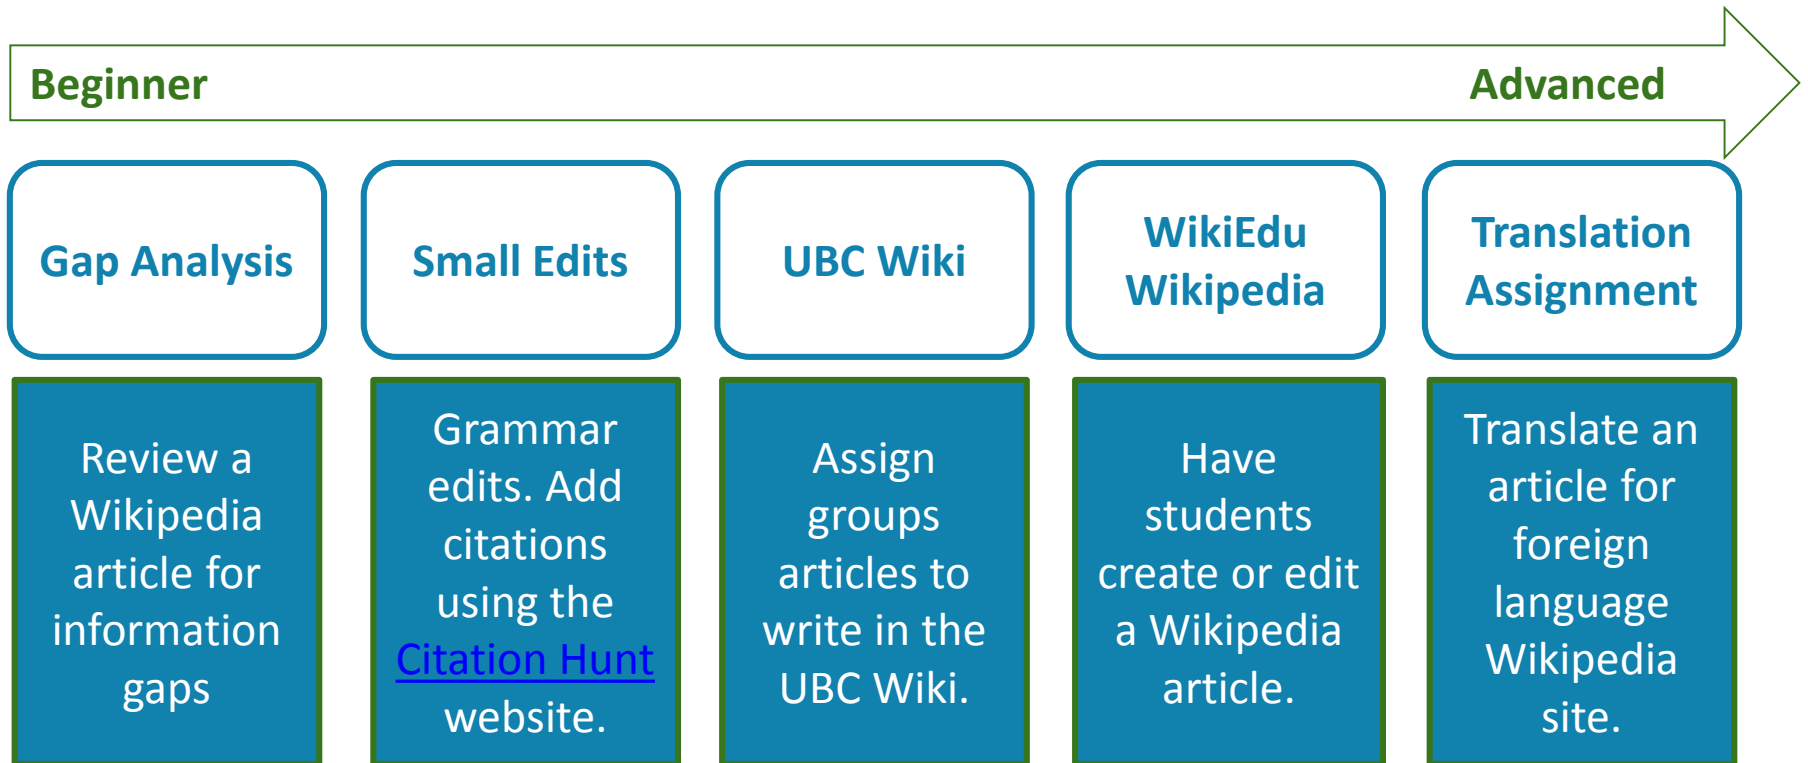 Beginner
Advanced
Gap Analysis
Small Edits
UBC Wiki
WikiEdu
Wikipedia
Translation
Assignment
Review a
Wikipedia
article for
information
gaps
Grammar
edits. Add
citations
using the
Citation Hunt
website.
Assign
groups
articles to
write in the
UBC Wiki.
Have
students
create or edit
a Wikipedia
article.
Translate an
article for
foreign
language
Wikipedia
site.